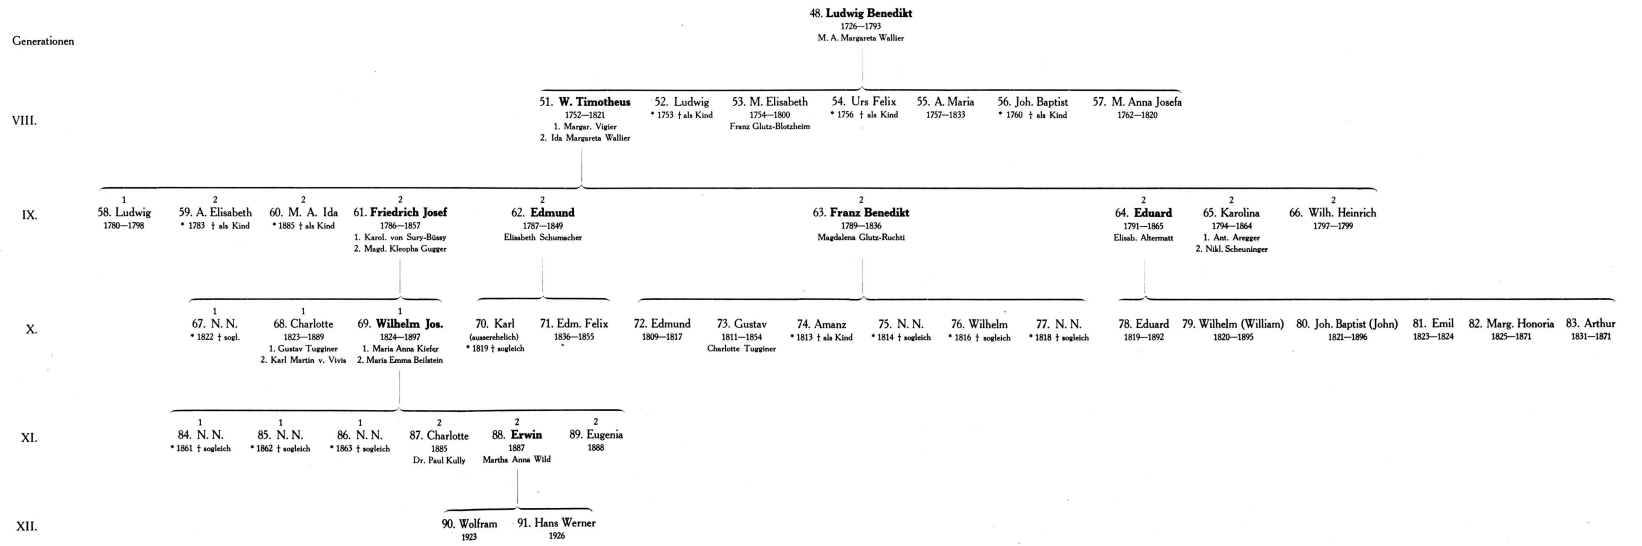 48. Ludwig Benedikt
1726—1793
M. A. Margareta Wallier
Generationen
VIII.
51. W. Timotheus
1752—1821
1. Margar. Vigier
2. Ida Margareta Wallier
52. Ludwig
* 1753 † als Kind
53. M. Elisabeth
1754—1800
Franz Glutz-Blotzheim
54. Urs Felix
* 1756 † als Kind
55. A. Maria
1757—1833
56. Joh. Baptist
* 1760 † als Kind
57. M. Anna Josefa
1762—1820
IX.
1
58. Ludwig
1780—1798
2
59. A. Elisabeth
* 1783 † als Kind
2
60. M. A. Ida
* 1885 † als Kind
2
61. Friedrich Josef
1786—1857
1. Karol. von Sury-Büssy
2. Magd. Kleopha Gugger
2
62. Edmund
1787—1849
Elisabeth Schumacher
2
63. Franz Benedikt
1789—1836
Magdalena Glutz-Ruchti
2
64. Eduard
1791—1865
Elisab. Altermatt
2
65. Karolina
1794—1864
1. Ant. Aregger
2. Nikl. Scheuninger
2
66. Wilh. Heinrich
1797—1799
X.
1
67. N. N.
* 1822 † sogl.
1
68. Charlotte
1823—1889
1. Gustav Tugginer
2. Karl Martin v. Vivis
1
69. Wilhelm Jos.
1824—1897
1. Maria Anna Kiefer
2. Maria Emma Beilstein
70. Karl
(ausserehelich)
* 1819 † sogleich
71. Edm. Felix
1836—1855
72. Edmund
1809—1817
73. Gustav
1811—1854
Charlotte Tugginer
74. Amanz
* 1813 † als Kind
75. N. N.
* 1814 † sogleich
76. Wilhelm
* 1816 † sogleich
77. N. N.
* 1818 † sogleich
78. Eduard
1819—1892
79. Wilhelm (William)
1820—1895
80. Joh. Baptist (John)
1821—1896
81. Emil
1823—1824
82. Marg. Honoria
1825—1871
83. Arthur
1831—1871
XI.
1
84. N. N.
* 1861 † sogleich
1
85. N. N.
* 1862 † sogleich
1
86. N. N.
* 1863 † sogleich
2
87. Charlotte
1885
Dr. Paul Kully
2
88. Erwin
1887
Martha Anna Wild
2
89. Eugenia
1888
XII.
90. Wolfram
1923
91. Hans Werner
1926